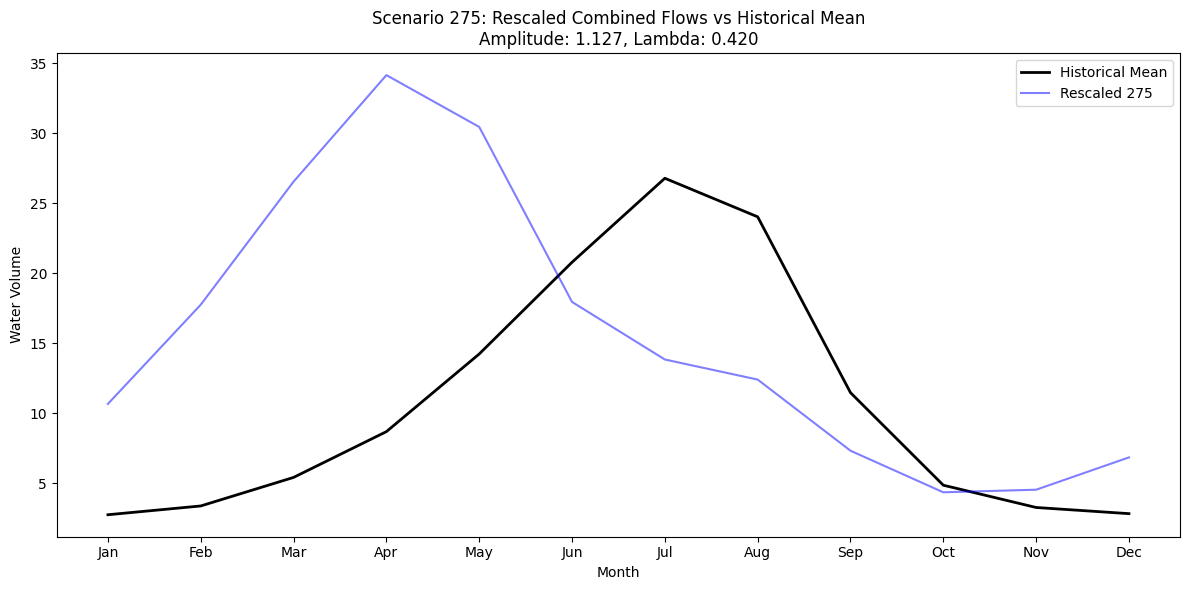 Scenario 275: Rescaled Combined Flows vs Historical Mean
Amplitude: 1.127, Lambda: 0.420
Historical Mean
Rescaled 275
Water Volume
35
30
25
20
15
10
5
Jan Feb Mar Apr May Jun Jul Aug Sep Oct Nov Dec
Month